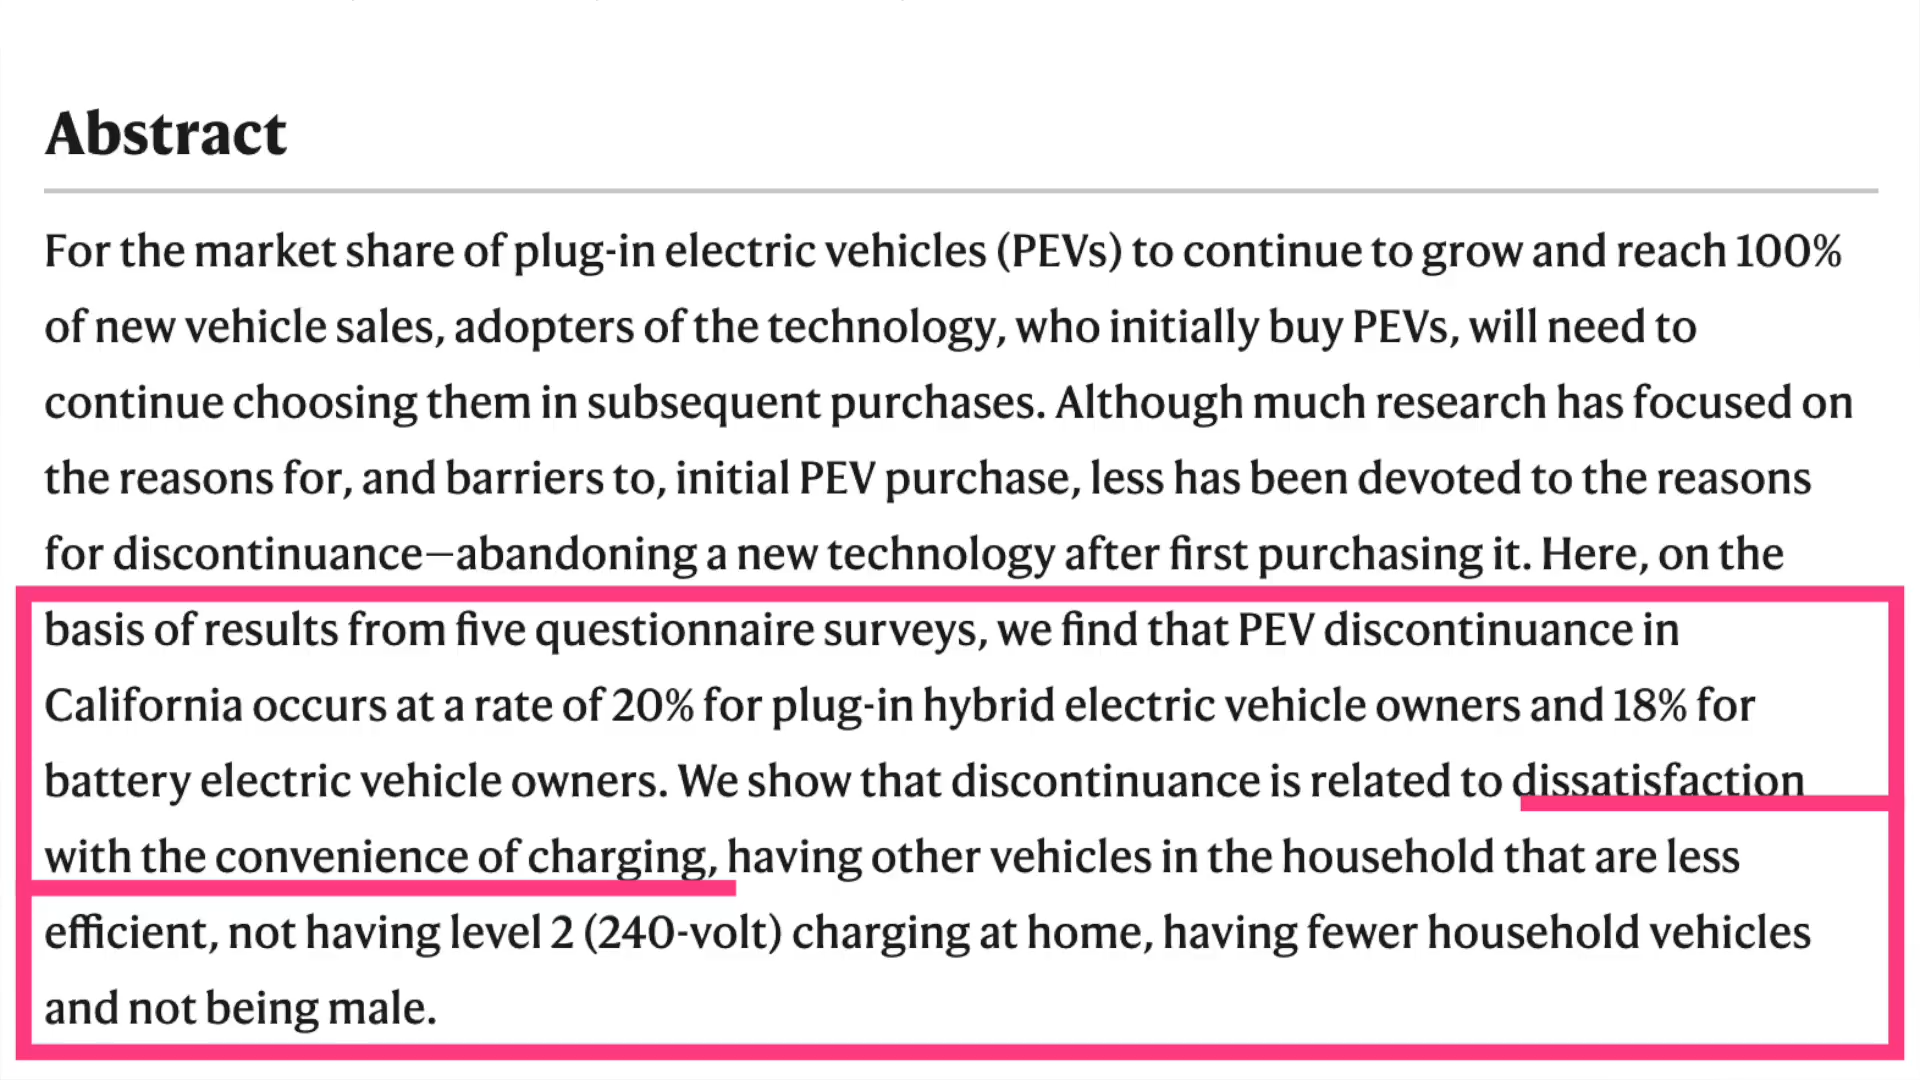 Abstract
For the market share of plug-in electric vehicles (PEVs) to continue to grow and reach 100%
of new vehicle sales, adopters of the technology, who initially buy PEVs, will need to
continue choosing them in subsequent purchases. Although much research has focused on
the reasons for, and barriers to, initial PEV purchase, less has been devoted to the reasons
for discontinuance—abandoning a new technology after first purchasing it. Here, on the
basis of results from five questionnaire surveys, we find that PEV discontinuance in
California occurs at a rate of 20% for plug-in hybrid electric vehicle owners and 18% for
battery electric vehicle owners. We show that discontinuance is related to dissatisfaction
with the convenience of charging, having other vehicles in the household that are less
efficient, not having level 2 (240-volt) charging at home, having fewer household vehicles
and not being male.